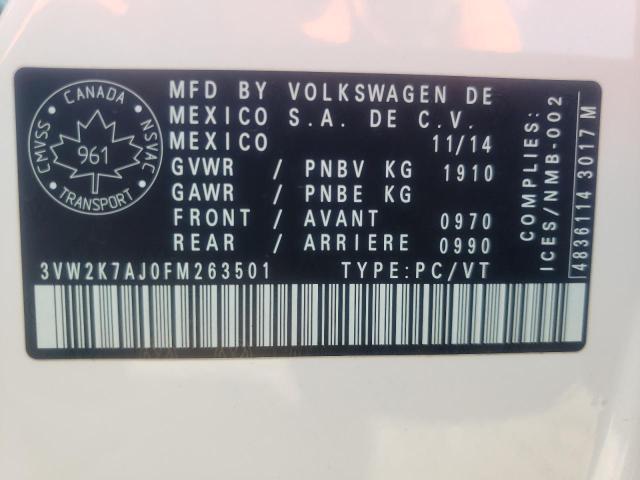 CANADA
CMVSS
961
NSVAC
TRANSPORT
MFD BY VOLKSWAGEN DE
MEXICO S.A. DE C.V.
MEXICO 11/14
GVWR / PNBV KG 1910
GAWR / PNBE KG
FRONT / AVANT 0970
REAR / ARRIERE 0990
3VW2K7AJ0FM263501 TYPE:PC/VT
COMPLIES:
ICES/NMB-002
4836114 3017 M